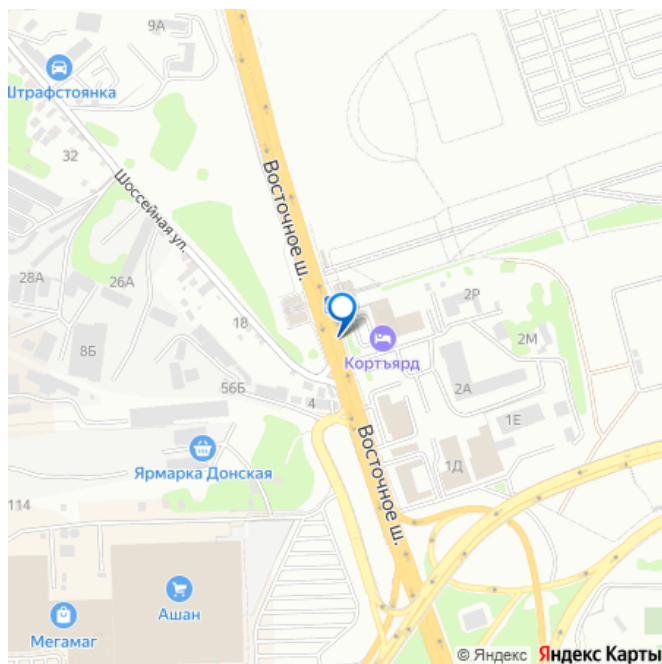 9А
Штрафстоянка
32
Шоссейная ул.
Восточное ш.
28А
26А
2Р
18
8Б
Кортъярд
2М
2А
56Б
4
1Е
Восточное ш.
Ярмарка Донская
1Д
114
Ашан
Мегамаг
© Яндекс Яндекс Карты